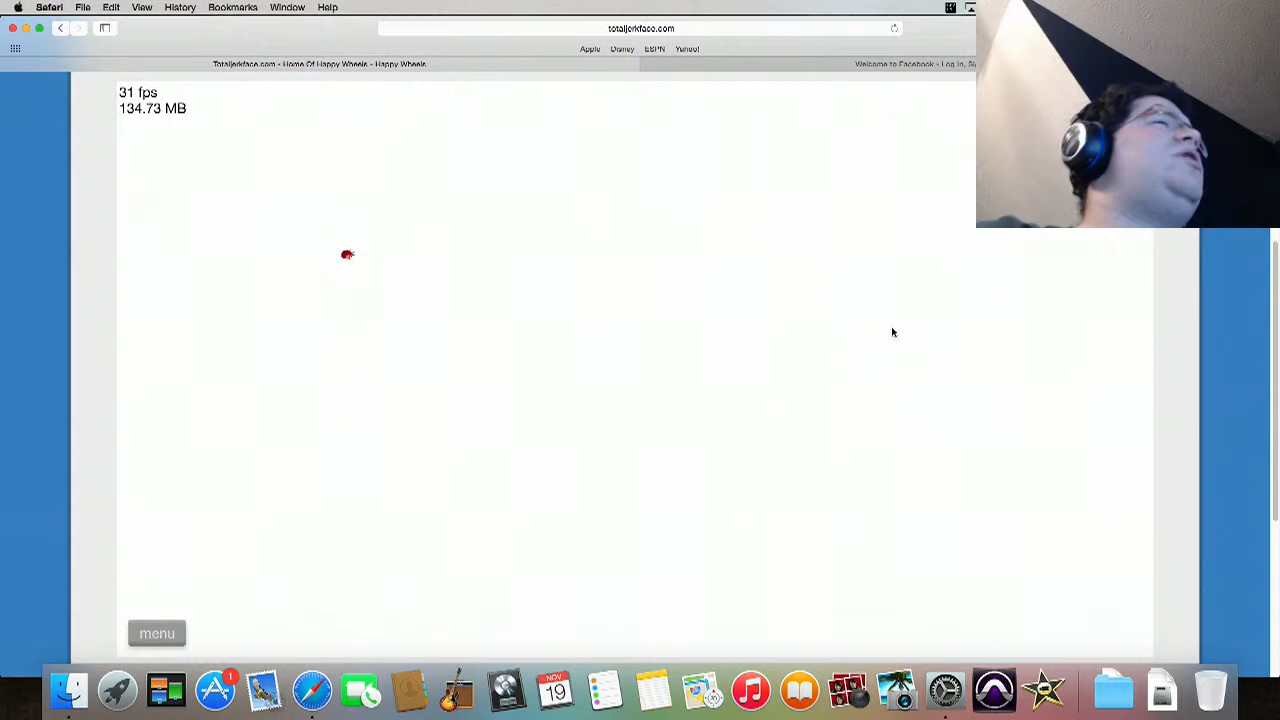 Safari File Edit View History Bookmarks Window Help
totaljerkface.com
Apple Disney ESPN Yahoo!
Totaljerkface.com - Home Of Happy Wheels - Happy Wheels
Welcome to Facebook - Log In, Si
31 fps
134.73 MB
menu
1
NOV
19